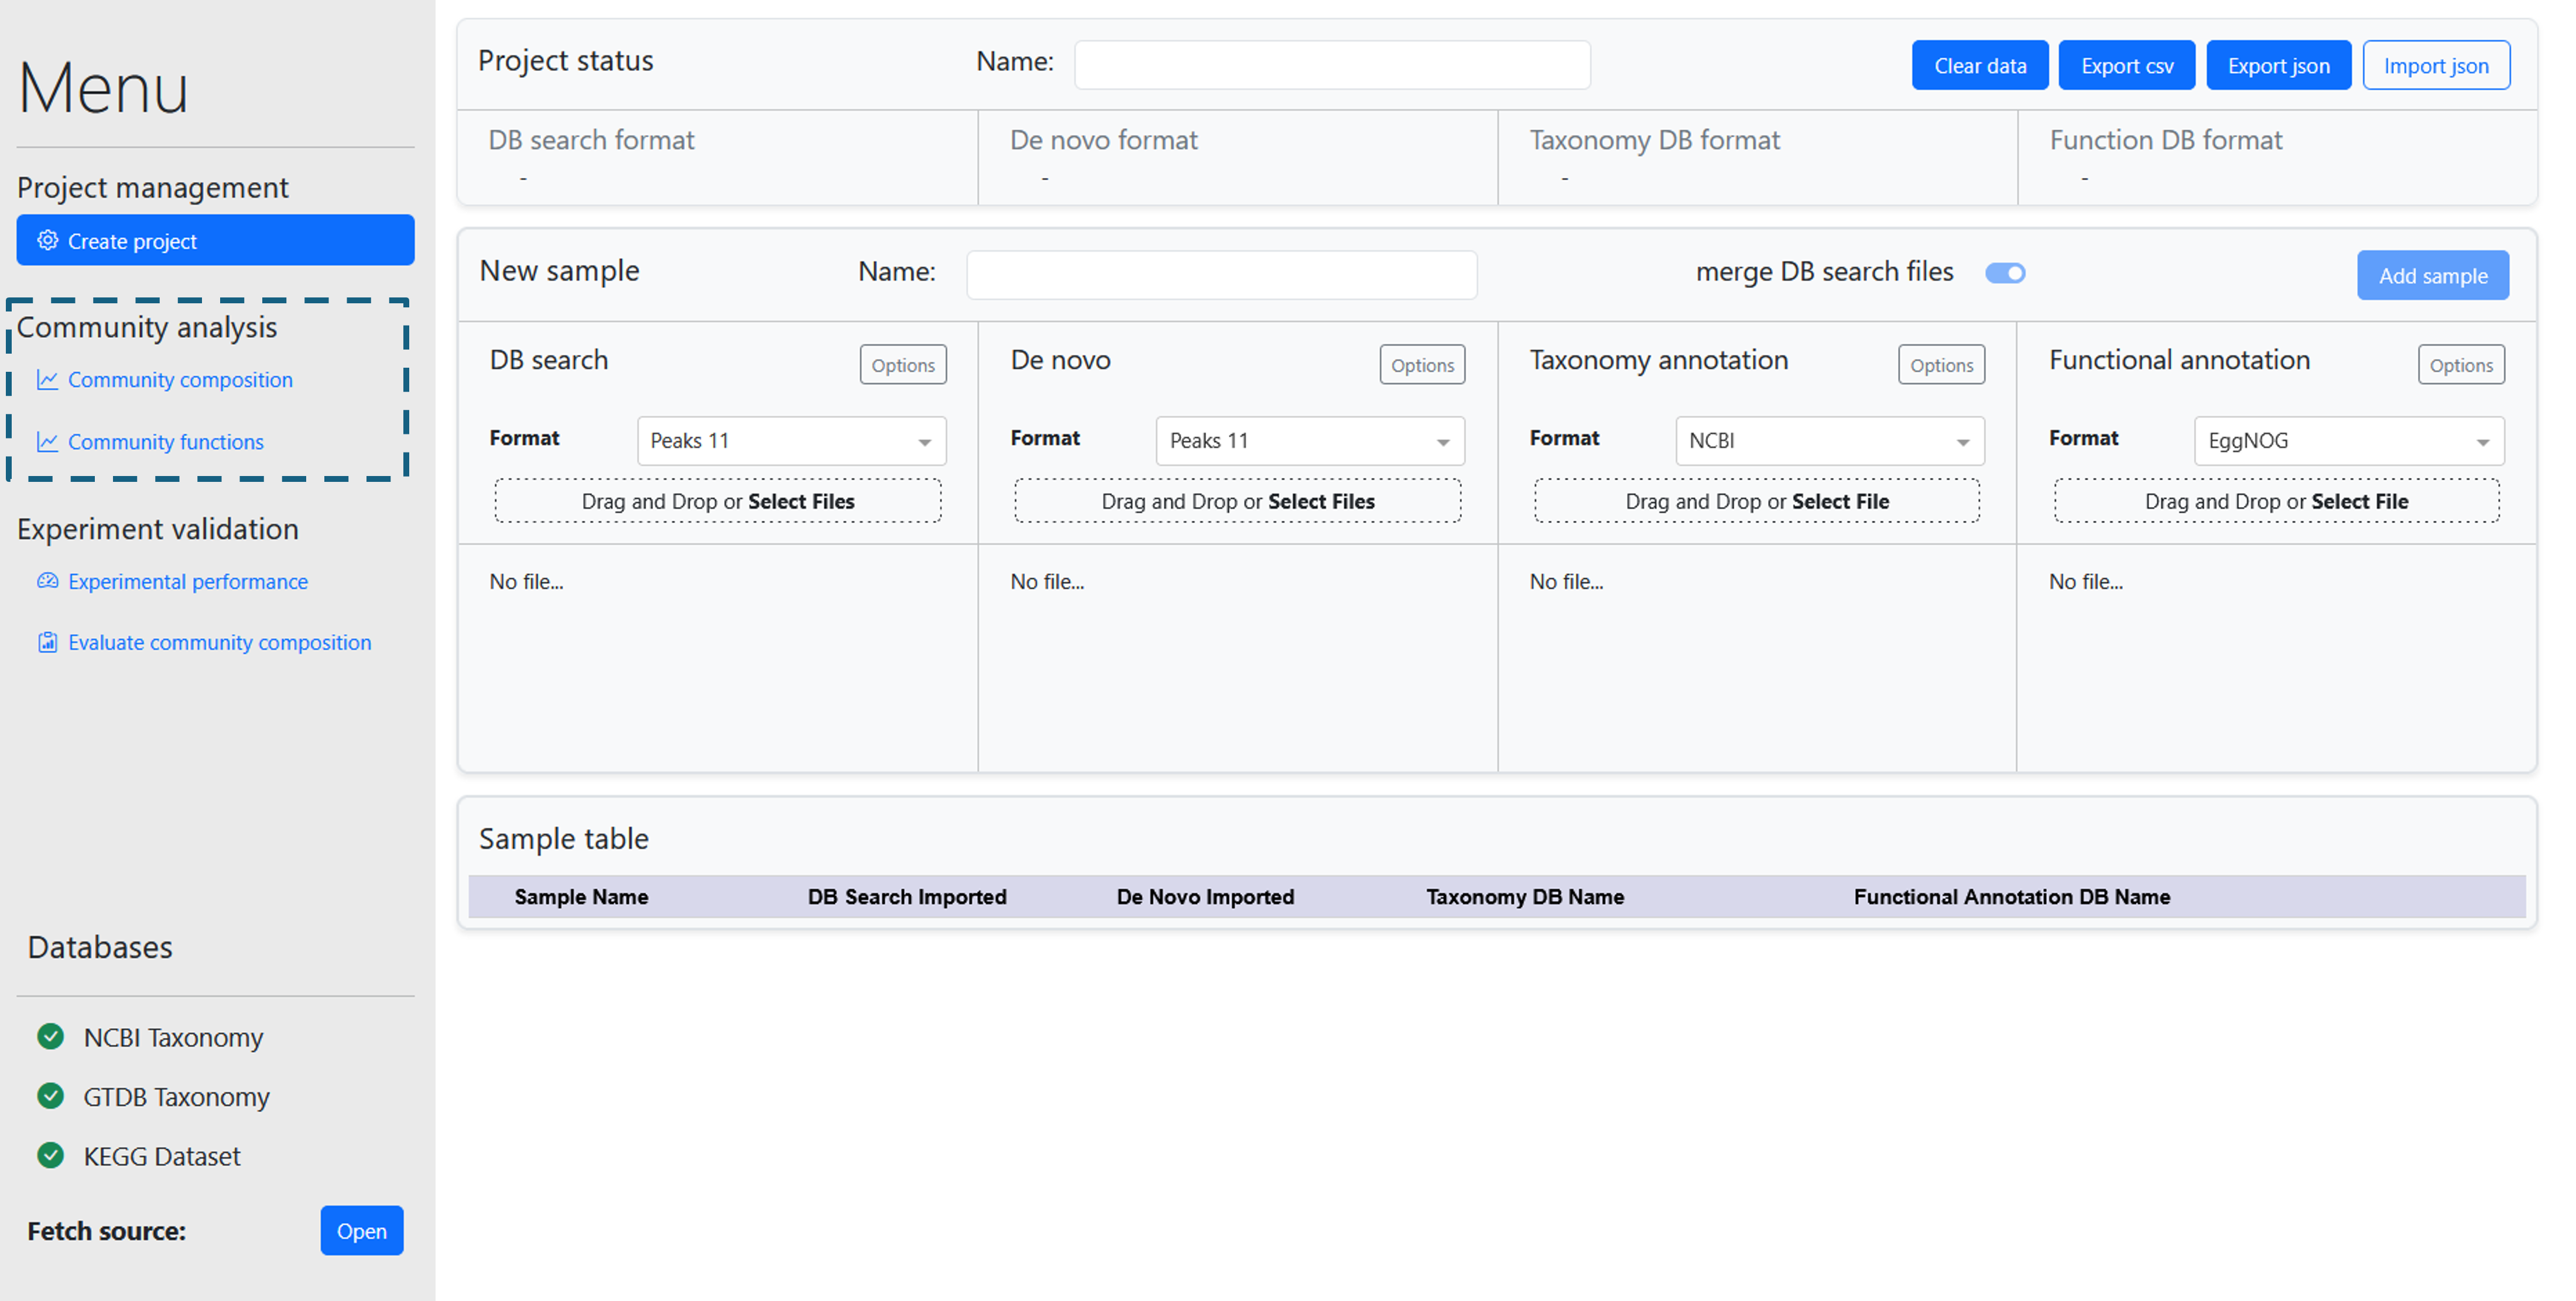 Menu
Project management
Create project
Community analysis
Community composition
Community functions
Experiment validation
Experimental performance
Evaluate community composition
Databases
NCBI Taxonomy
GTDB Taxonomy
KEGG Dataset
Fetch source: Open
Project status Name: Clear data Export csv Export json Import json
DB search format De novo format Taxonomy DB format Function DB format
- - - -
New sample Name: merge DB search files Add sample
DB search Options De novo Options Taxonomy annotation Options Functional annotation Options
Format Peaks 11 Format Peaks 11 Format NCBI Format EggNOG
Drag and Drop or Select Files Drag and Drop or Select Files Drag and Drop or Select File Drag and Drop or Select File
No file... No file... No file... No file...
Sample table
Sample Name DB Search Imported De Novo Imported Taxonomy DB Name Functional Annotation DB Name